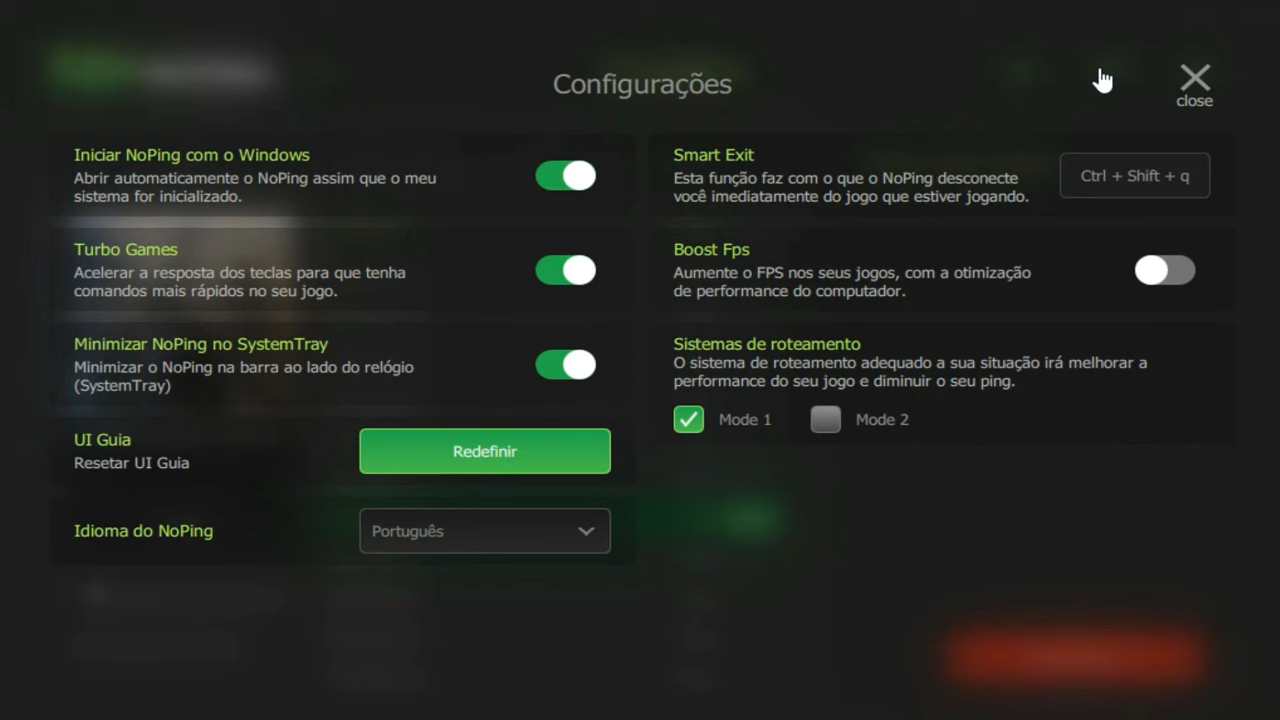 Configurações
close
Iniciar NoPing com o Windows
Abrir automaticamente o NoPing assim que o meu
sistema for inicializado.
Turbo Games
Acelerar a resposta dos teclas para que tenha
comandos mais rápidos no seu jogo.
Minimizar NoPing no SystemTray
Minimizar o NoPing na barra ao lado do relógio
(SystemTray)
UI Guia
Resetar UI Guia
Redefinir
Idioma do NoPing
Português
Smart Exit
Esta função faz com o que o NoPing desconecte
você imediatamente do jogo que estiver jogando.
Ctrl + Shift + q
Boost Fps
Aumente o FPS nos seus jogos, com a otimização
de performance do computador.
Sistemas de roteamento
O sistema de roteamento adequado a sua situação irá melhorar a
performance do seu jogo e diminuir o seu ping.
Mode 1
Mode 2